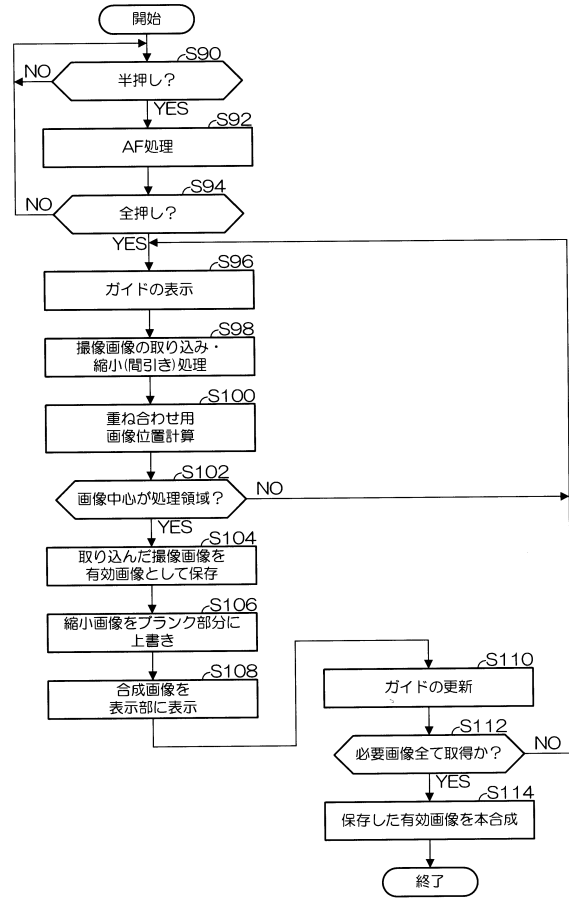 開始
S90
半押し？
NO
YES
S92
AF処理
S94
全押し？
NO
YES
S96
ガイドの表示
S98
撮像画像の取り込み・
縮小(間引き)処理
S100
重ね合わせ用
画像位置計算
S102
画像中心が処理領域？
NO
YES
S104
取り込んだ撮像画像を
有効画像として保存
S106
縮小画像をブランク部分に
上書き
S108
合成画像を
表示部に表示
S110
ガイドの更新
S112
必要画像全て取得か？
NO
YES
S114
保存した有効画像を本合成
終了